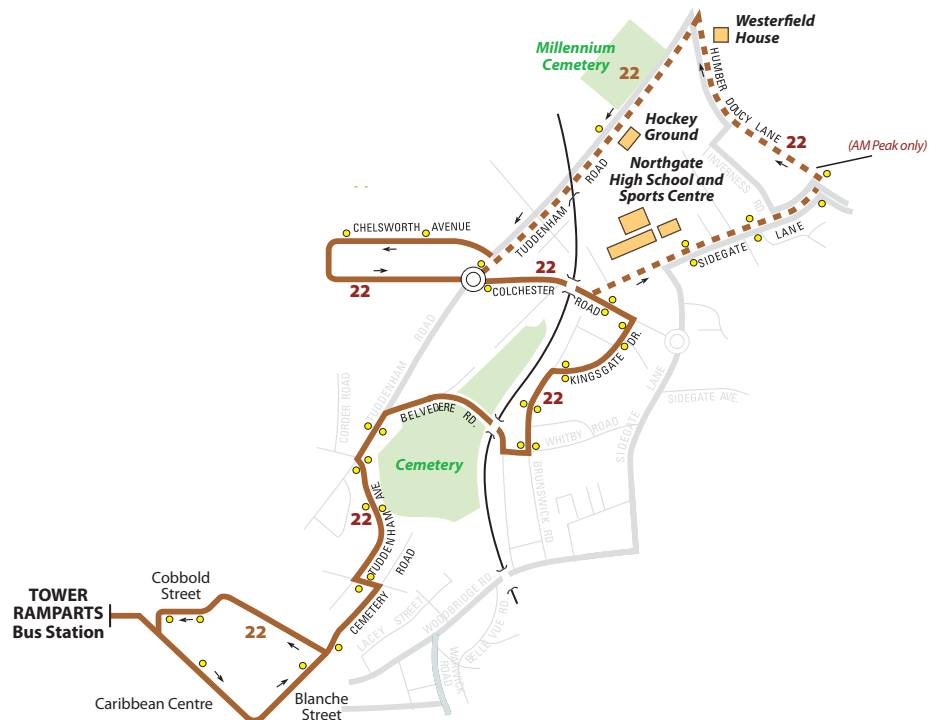 Westerfield
House
Millennium
Cemetery
22
HUMBER DOUCY LANE
22
(AM Peak only)
Hockey
Ground
Northgate
High School and
Sports Centre
INVERNESS RD.
TUDDENHAM ROAD
SIDEGATE LANE
CHELSWORTH AVENUE
22
22
COLCHESTER ROAD
TUDDENHAM ROAD
KINGSGATE DR.
22
SIDEGATE LANE
SIDEGATE AVE.
CORDER ROAD
BELVEDERE RD.
WHITBY ROAD
Cemetery
BRUNSWICK RD.
22
TUDDENHAM AVE
CEMETERY ROAD
LACEY STREET
WOODBRIDGE RD
BELLE VUE RD.
WARWICK
ROAD
Cobbold
Street
TOWER
RAMPARTS
Bus Station
22
Caribbean Centre
Blanche
Street